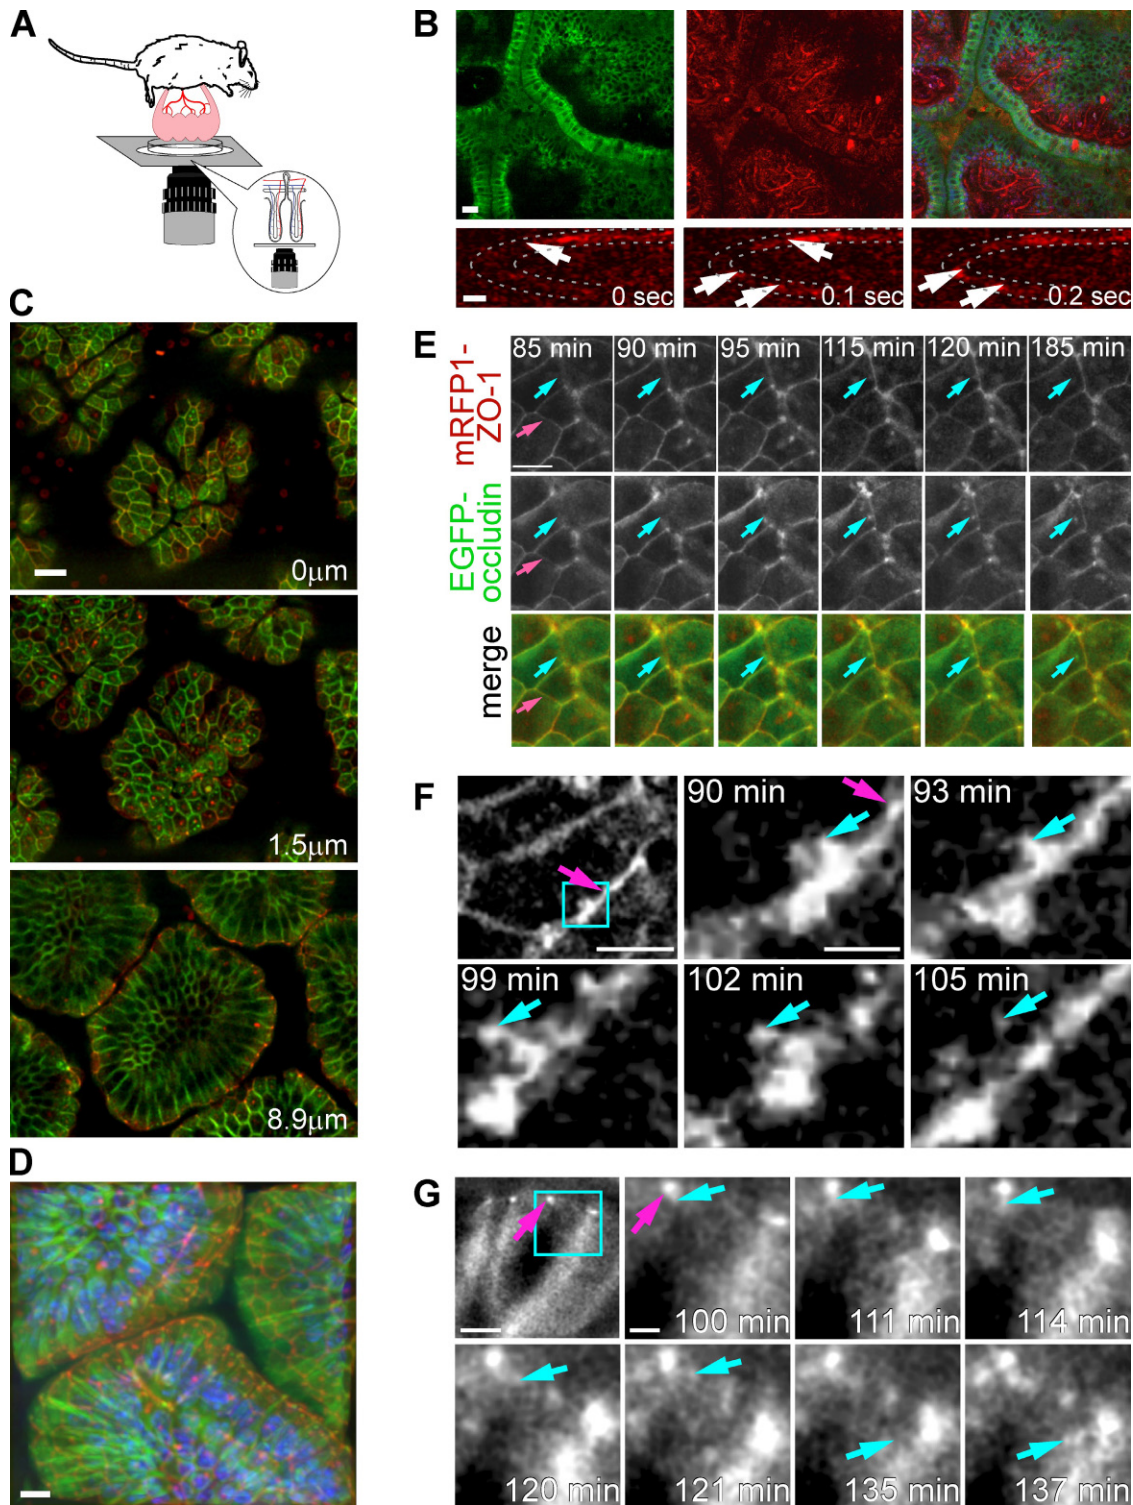 A
B
0 sec
0.1 sec
0.2 sec
C
0μm
1.5μm
8.9μm
D
E
mRFP1-
ZO-1
EGFP-
occludin
merge
85 min
90 min
95 min
115 min
120 min
185 min
F
90 min
93 min
99 min
102 min
105 min
G
100 min
111 min
114 min
120 min
121 min
135 min
137 min